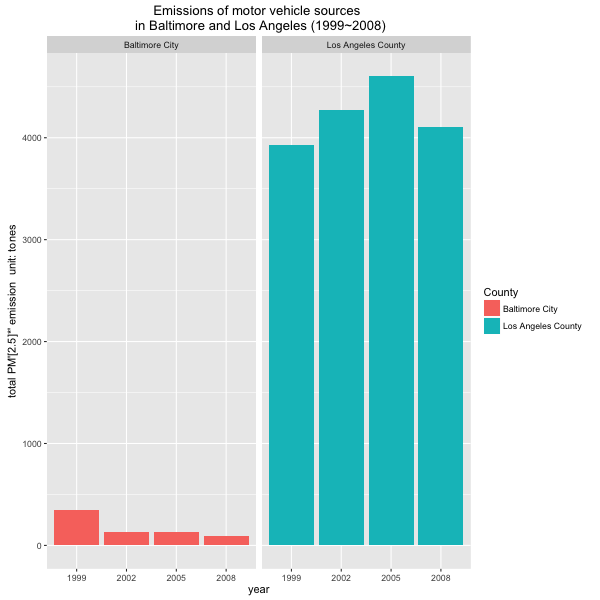 Emissions of motor vehicle sources
in Baltimore and Los Angeles (1999~2008)
Baltimore City
Los Angeles County
total PM'[2.5]*' emission  unit: tones
4000
3000
2000
1000
0
1999 2002 2005 2008
1999 2002 2005 2008
year
County
Baltimore City
Los Angeles County